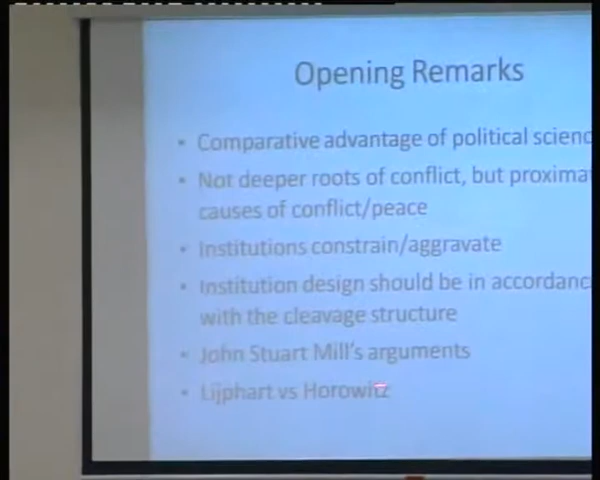 Opening Remarks
• Comparative advantage of political scienc
• Not deeper roots of conflict, but proxima
causes of conflict/peace
• Institutions constrain/aggravate
• Institution design should be in accordanc
with the cleavage structure
• John Stuart Mill's arguments
• Lijphart vs Horowitz